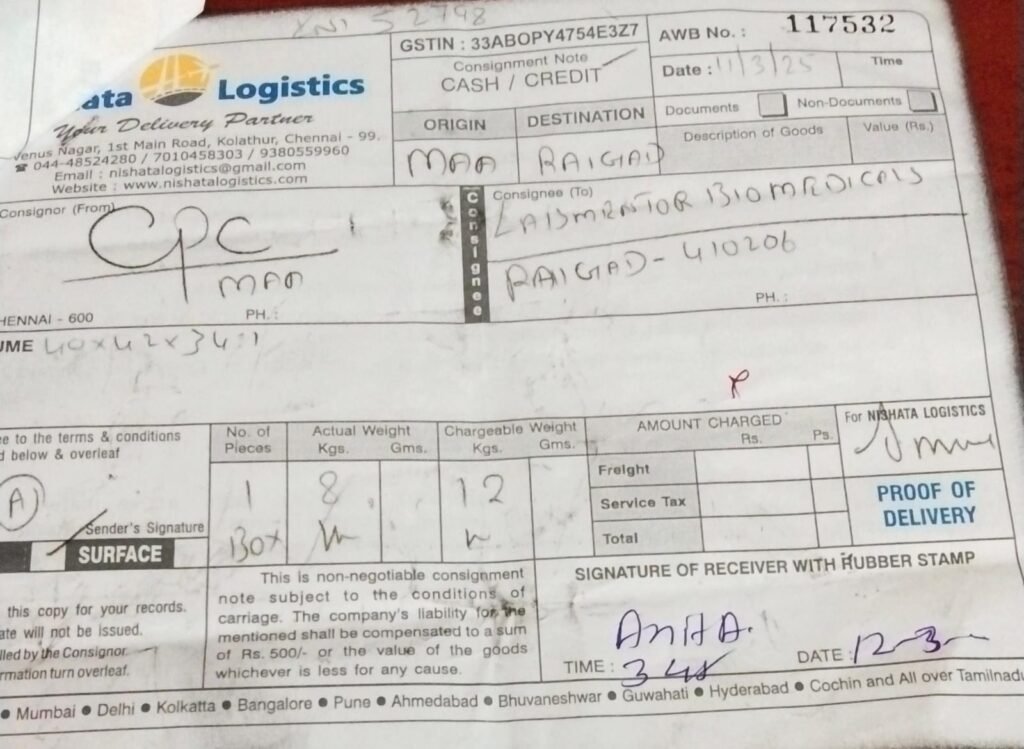 XNI 52798
ata Logistics
Your Delivery Partner
Venus Nagar, 1st Main Road, Kolathur, Chennai - 99.
☎ 044-48524280 / 7010458303 / 9380559960
Email : nishatalogistics@gmail.com
Website : www.nishatalogistics.com
GSTIN : 33ABOPY4754E3Z7
Consignment Note
CASH / CREDIT
ORIGIN DESTINATION
MAA RAIGAD
AWB No. : 117532
Date : 11/3/25 Time
Documents Non-Documents
Description of Goods Value (Rs.)
Consignor (From)
CPC
MAA
HENNAI - 600 PH. :
Consignee
Consignee (To)
LABMENTOR BIOMEDICALS
RAIGAD - 410206
PH. :
UME 40x42x34:1
ee to the terms & conditions
d below & overleaf
A
Sender's Signature
SURFACE
No. of Pieces Actual Weight Kgs. Gms. Chargeable Weight Kgs. Gms.
1 8 12
BOX
AMOUNT CHARGED
Rs. Ps.
Freight
Service Tax
Total
For NISHATA LOGISTICS
PROOF OF
DELIVERY
this copy for your records.
ate will not be issued.
lled by the Consignor
rmation turn overleaf.
This is non-negotiable consignment
note subject to the conditions of
carriage. The company's liability for the
mentioned shall be compensated to a sum
of Rs. 500/- or the value of the goods
whichever is less for any cause.
SIGNATURE OF RECEIVER WITH RUBBER STAMP
ANHA.
TIME : DATE : 12-3-
● Mumbai ● Delhi ● Kolkatta ● Bangalore ● Pune ● Ahmedabad ● Bhuvaneshwar ● Guwahati ● Hyderabad ● Cochin and All over Tamilnadu